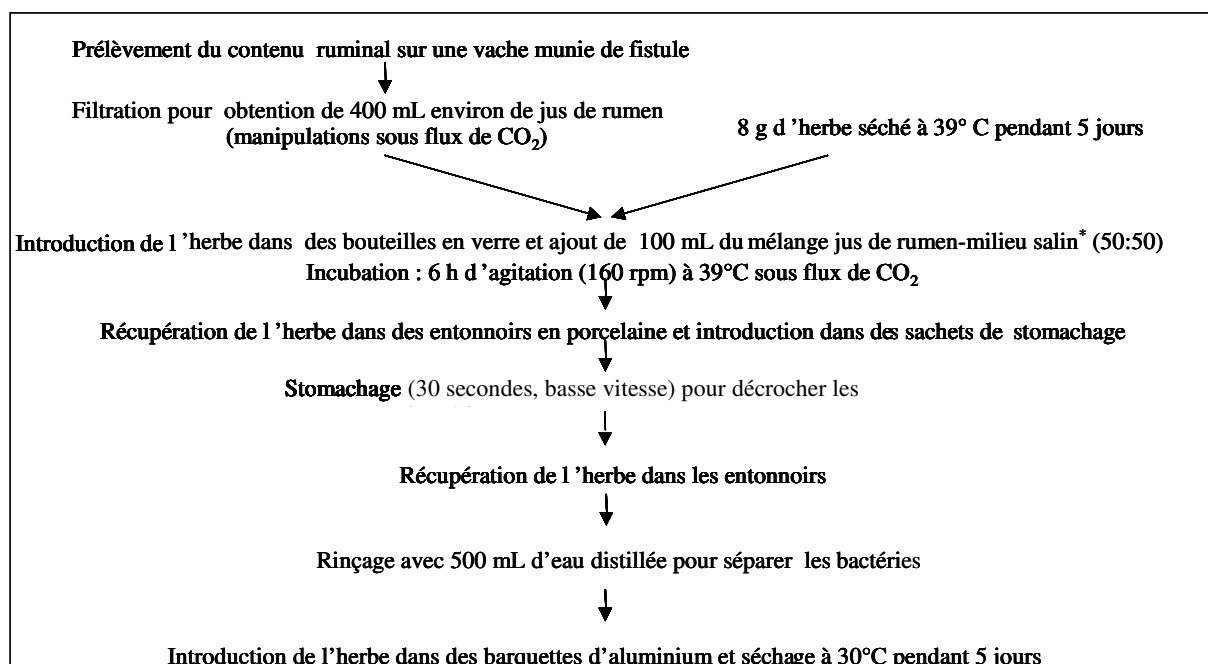 Prélèvement du contenu ruminal sur une vache munie de fistule
Filtration pour obtention de 400 mL environ de jus de rumen
(manipulations sous flux de CO2)
8 g d 'herbe séché à 39° C pendant 5 jours
Introduction de l 'herbe dans des bouteilles en verre et ajout de 100 mL du mélange jus de rumen-milieu salin* (50:50)
Incubation : 6 h d 'agitation (160 rpm) à 39°C sous flux de CO2
Récupération de l 'herbe dans des entonnoirs en porcelaine et introduction dans des sachets de stomachage
Stomachage (30 secondes, basse vitesse) pour décrocher les
Récupération de l 'herbe dans les entonnoirs
Rinçage avec 500 mL d'eau distillée pour séparer les bactéries
Introduction de l'herbe dans des barquettes d'aluminium et séchage à 30°C pendant 5 jours